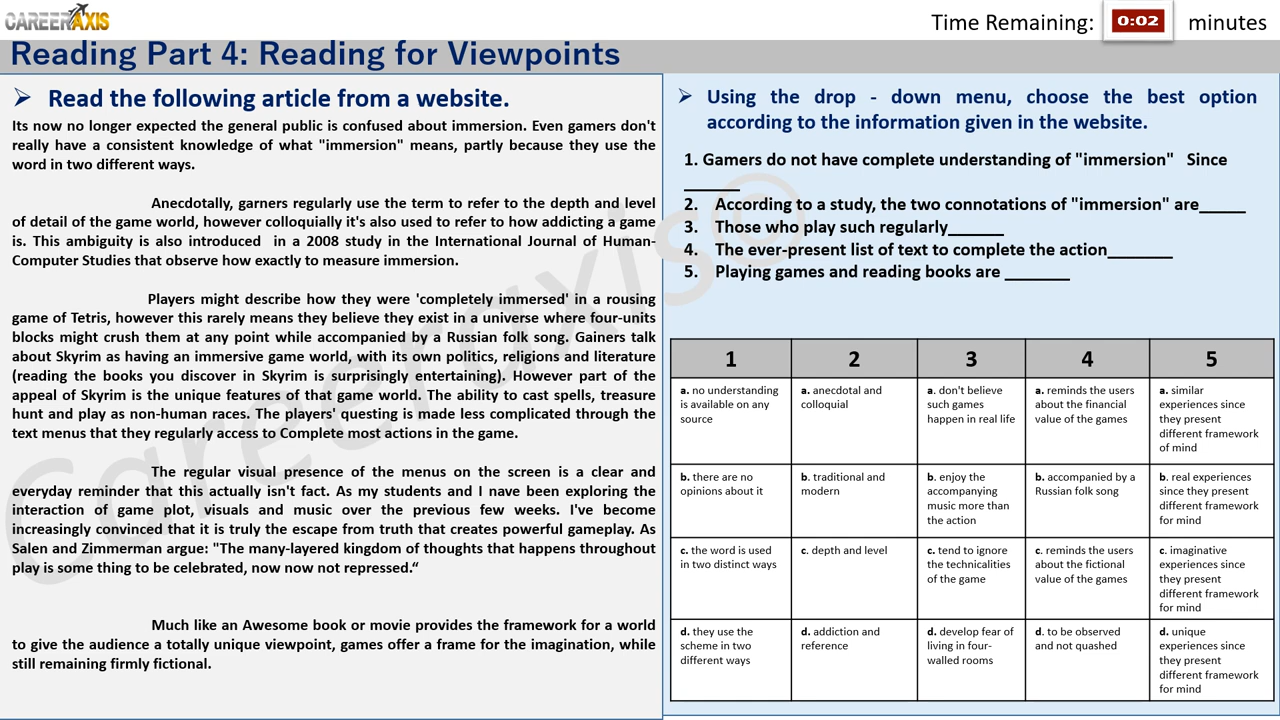 CAREERAXIS
Time Remaining: 0:02 minutes
Reading Part 4: Reading for Viewpoints
Read the following article from a website.
Its now no longer expected the general public is confused about immersion. Even gamers don't
really have a consistent knowledge of what "immersion" means, partly because they use the
word in two different ways.
Anecdotally, garners regularly use the term to refer to the depth and level
of detail of the game world, however colloquially it's also used to refer to how addicting a game
is. This ambiguity is also introduced in a 2008 study in the International Journal of Human-
Computer Studies that observe how exactly to measure immersion.
Players might describe how they were 'completely immersed' in a rousing
game of Tetris, however this rarely means they believe they exist in a universe where four-units
blocks might crush them at any point while accompanied by a Russian folk song. Gainers talk
about Skyrim as having an immersive game world, with its own politics, religions and literature
(reading the books you discover in Skyrim is surprisingly entertaining). However part of the
appeal of Skyrim is the unique features of that game world. The ability to cast spells, treasure
hunt and play as non-human races. The players' questing is made less complicated through the
text menus that they regularly access to Complete most actions in the game.
The regular visual presence of the menus on the screen is a clear and
everyday reminder that this actually isn't fact. As my students and I nave been exploring the
interaction of game plot, visuals and music over the previous few weeks. I've become
increasingly convinced that it is truly the escape from truth that creates powerful gameplay. As
Salen and Zimmerman argue: "The many-layered kingdom of thoughts that happens throughout
play is some thing to be celebrated, now now not repressed.“
Much like an Awesome book or movie provides the framework for a world
to give the audience a totally unique viewpoint, games offer a frame for the imagination, while
still remaining firmly fictional.
Using the drop - down menu, choose the best option
according to the information given in the website.
1. Gamers do not have complete understanding of "immersion" Since
______
2. According to a study, the two connotations of "immersion" are_____
3. Those who play such regularly______
4. The ever-present list of text to complete the action_______
5. Playing games and reading books are _______
1 2 3 4 5
a. no understanding
is available on any
source
a. anecdotal and
colloquial
a. don't believe
such games
happen in real life
a. reminds the users
about the financial
value of the games
a. similar
experiences since
they present
different framework
of mind
b. there are no
opinions about it
b. traditional and
modern
b. enjoy the
accompanying
music more than
the action
b. accompanied by a
Russian folk song
b. real experiences
since they present
different framework
for mind
c. the word is used
in two distinct ways
c. depth and level
c. tend to ignore
the technicalities
of the game
c. reminds the users
about the fictional
value of the games
c. imaginative
experiences since
they present
different framework
for mind
d. they use the
scheme in two
different ways
d. addiction and
reference
d. develop fear of
living in four-
walled rooms
d. to be observed
and not quashed
d. unique
experiences since
they present
different framework
for mind
Careeraxis©